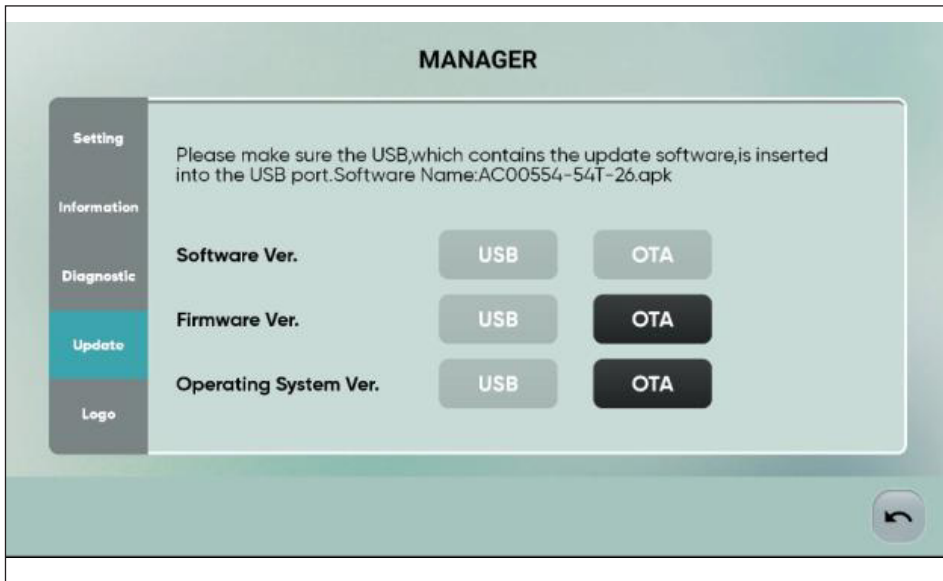 MANAGER
Setting
Information
Diagnostic
Update
Logo
Please make sure the USB,which contains the update software,is inserted
into the USB port.Software Name:AC00554-54T-26.apk
Software Ver. USB OTA
Firmware Ver. USB OTA
Operating System Ver. USB OTA